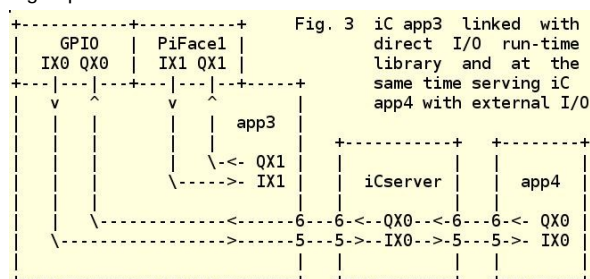 +-----------+----------+     Fig. 3  iC app3  linked  with
|    GPIO   |  PiFace1 |             direct  I/O  run-time
|  IX0 QX0  |  IX1 QX1 |             library  and  at  the
+---|---|---+--|---|---+-----+       same time serving iC
|   v   ^      v   ^         |       app4 with external I/O
|   |   |      |   |  app3   |
|   |   |      |   |         |   +-----------+   +--------+
|   |   |      |   \-<- QX1  |   |           |   |        |
|   |   |      \----->- IX1  |   |  iCserver |   |  app4  |
|   |   |                    |   |           |   |        |
|   |   \-------------<------6---6-<--QX0--<-6---6-<- QX0 |
|   \----------------->------5---5->--IX0-->-5---5->- IX0 |
|                            |   |           |   |        |